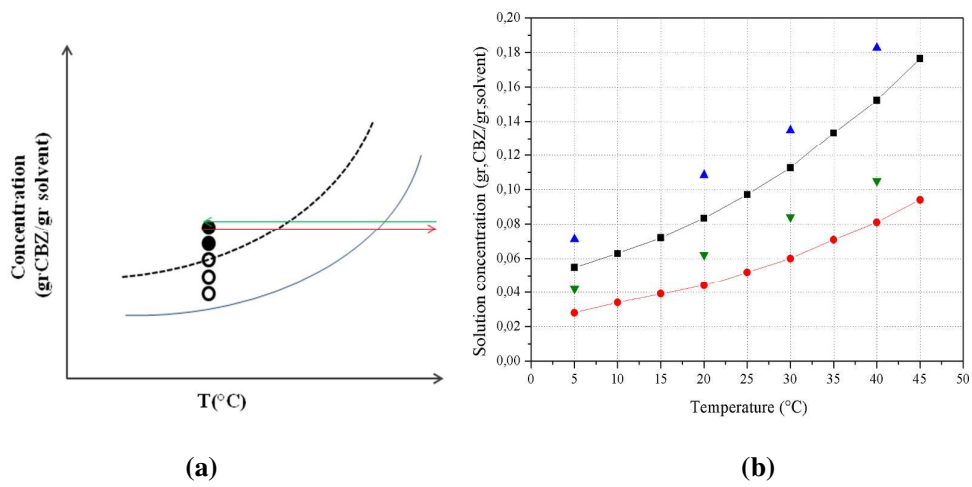 Concentration
(grCBZ/gr solvent)
T(°C)
(a)
Solution concentration (gr,CBZ/gr,solvent)
0,20
0,18
0,16
0,14
0,12
0,10
0,08
0,06
0,04
0,02
0,00
0 5 10 15 20 25 30 35 40 45 50
Temperature (°C)
(b)